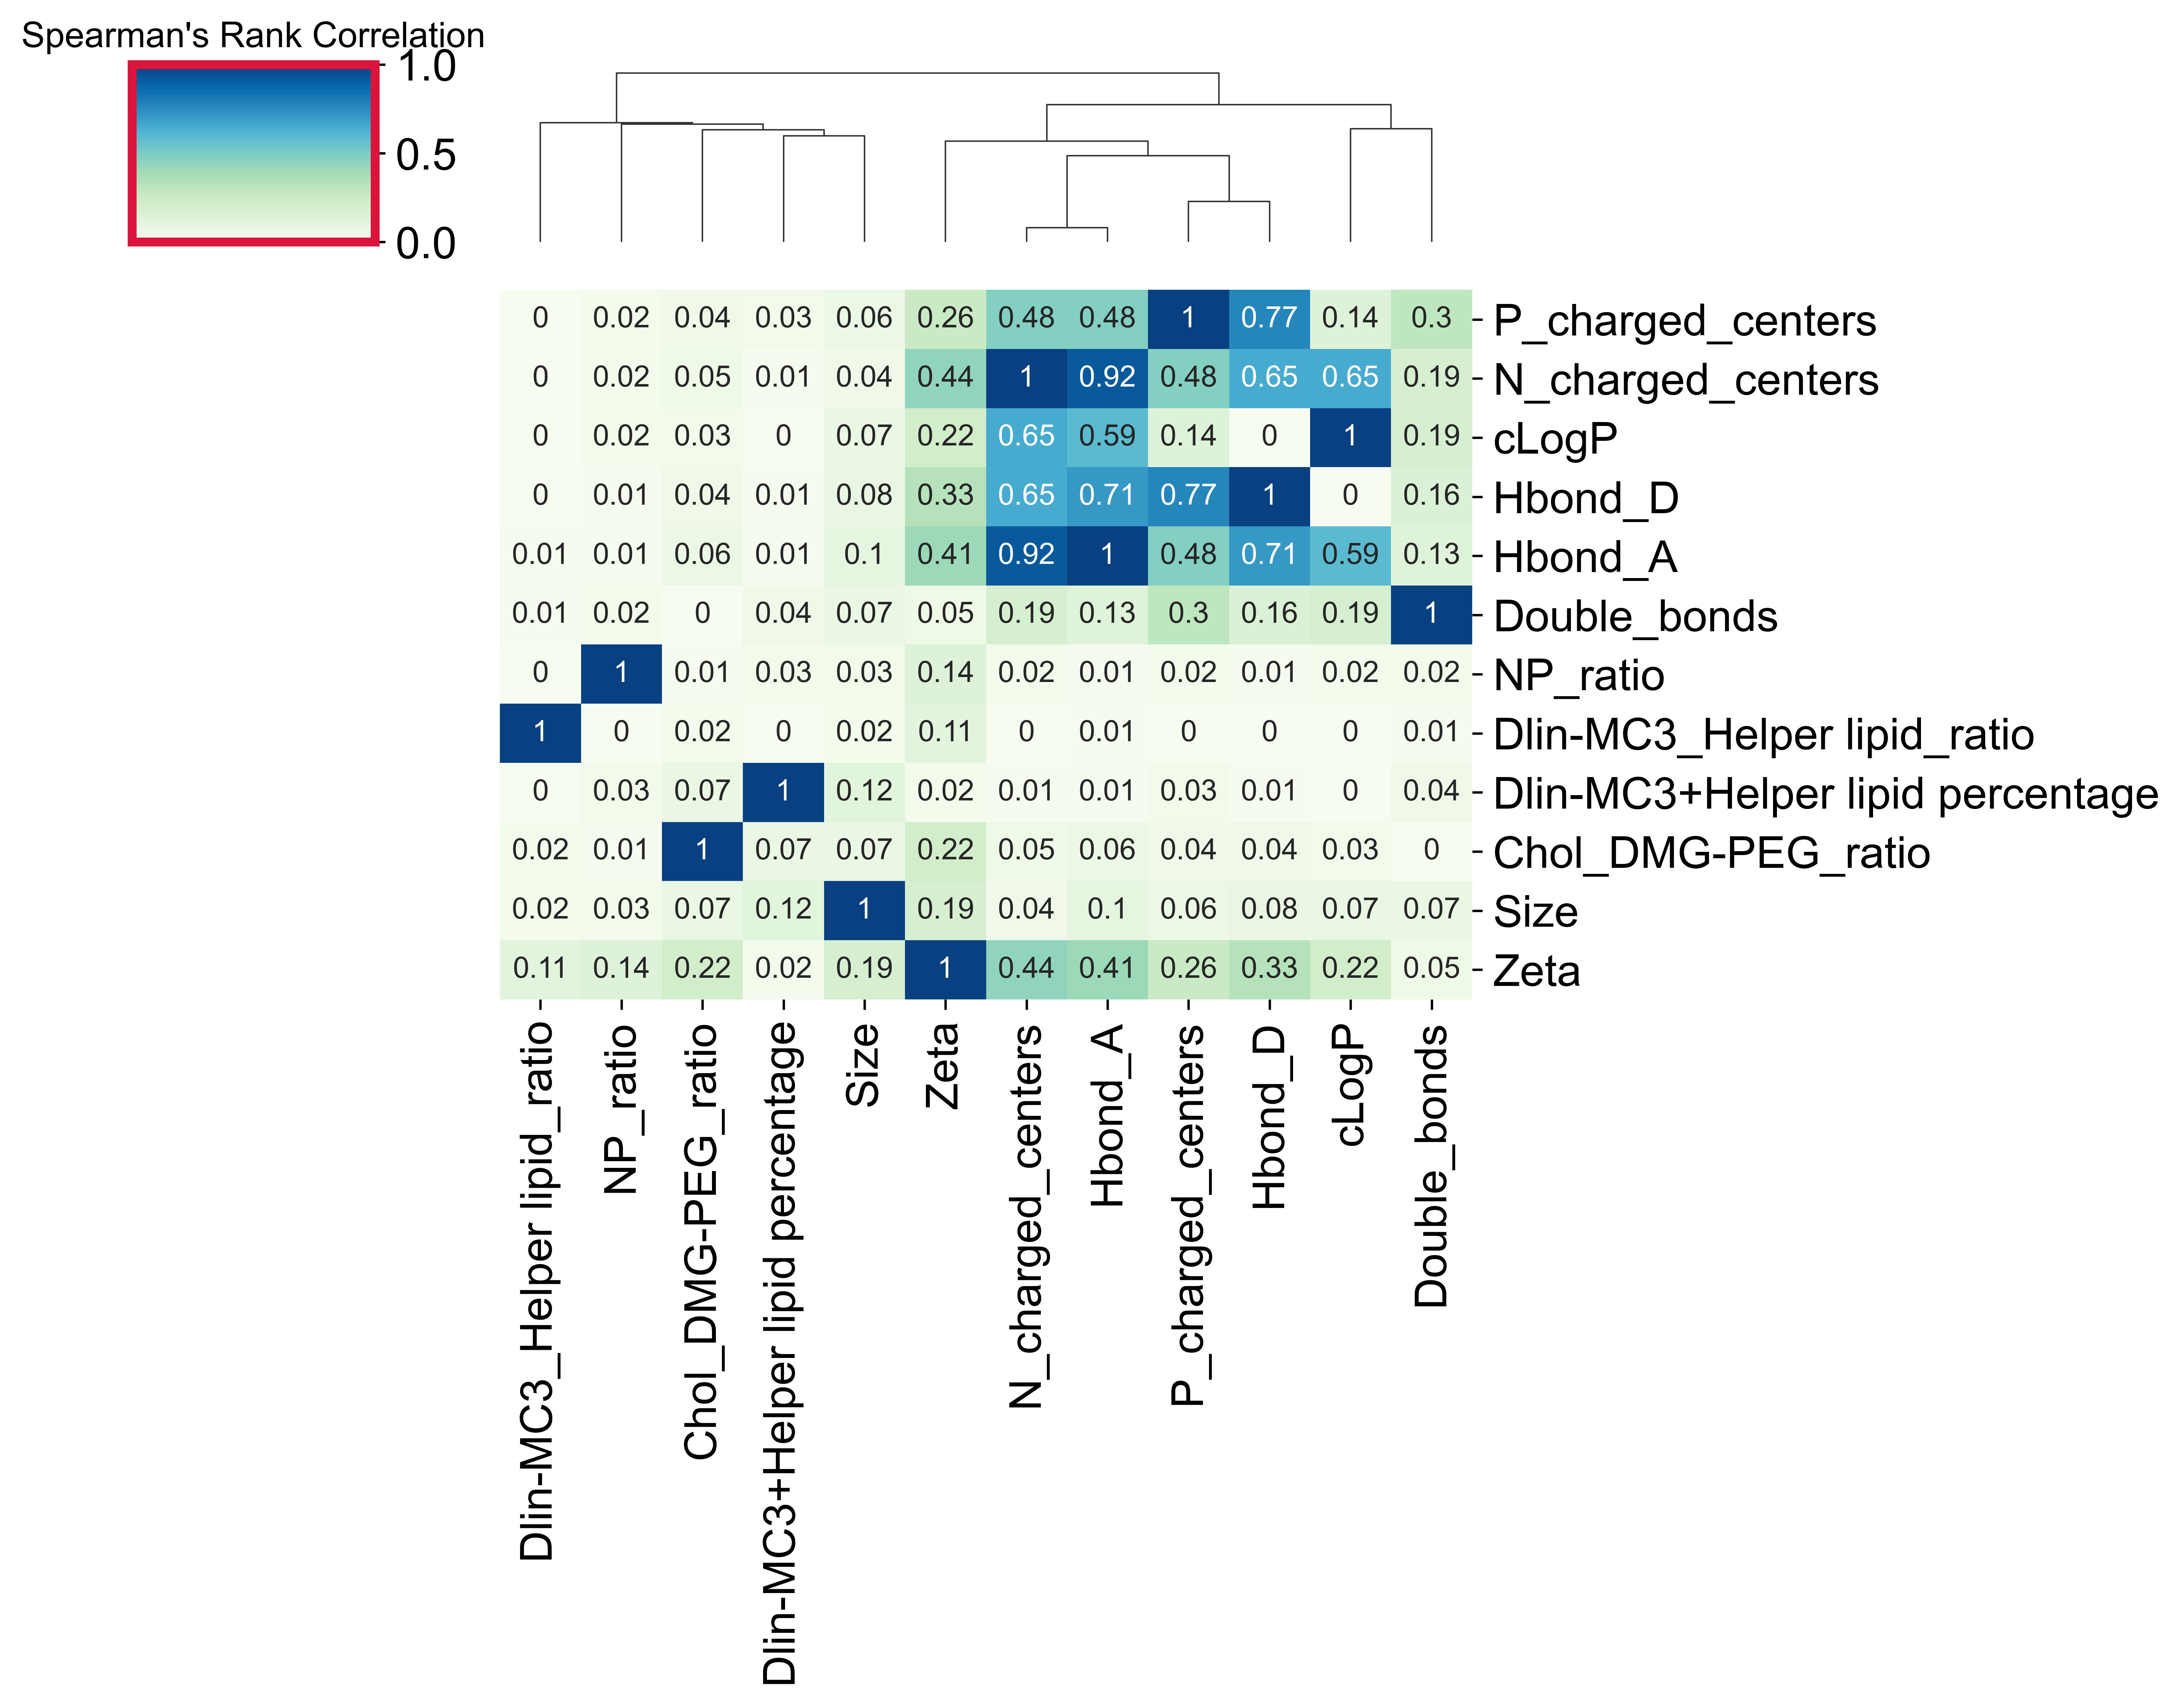 Spearman's Rank Correlation
1.0
0.5
0.0
0 0.02 0.04 0.03 0.06 0.26 0.48 0.48 1 0.77 0.14 0.3 P_charged_centers
0 0.02 0.05 0.01 0.04 0.44 1 0.92 0.48 0.65 0.65 0.19 N_charged_centers
0 0.02 0.03 0 0.07 0.22 0.65 0.59 0.14 0 1 0.19 cLogP
0 0.01 0.04 0.01 0.08 0.33 0.65 0.71 0.77 1 0 0.16 Hbond_D
0.01 0.01 0.06 0.01 0.1 0.41 0.92 1 0.48 0.71 0.59 0.13 Hbond_A
0.01 0.02 0 0.04 0.07 0.05 0.19 0.13 0.3 0.16 0.19 1 Double_bonds
0 1 0.01 0.03 0.03 0.14 0.02 0.01 0.02 0.01 0.02 0.02 NP_ratio
1 0 0.02 0 0.02 0.11 0 0.01 0 0 0 0.01 Dlin-MC3_Helper lipid_ratio
0 0.03 0.07 1 0.12 0.02 0.01 0.01 0.03 0.01 0 0.04 Dlin-MC3+Helper lipid percentage
0.02 0.01 1 0.07 0.07 0.22 0.05 0.06 0.04 0.04 0.03 0 Chol_DMG-PEG_ratio
0.02 0.03 0.07 0.12 1 0.19 0.04 0.1 0.06 0.08 0.07 0.07 Size
0.11 0.14 0.22 0.02 0.19 1 0.44 0.41 0.26 0.33 0.22 0.05 Zeta
Dlin-MC3_Helper lipid_ratio
NP_ratio
Chol_DMG-PEG_ratio
Dlin-MC3+Helper lipid percentage
Size
Zeta
N_charged_centers
Hbond_A
P_charged_centers
Hbond_D
cLogP
Double_bonds